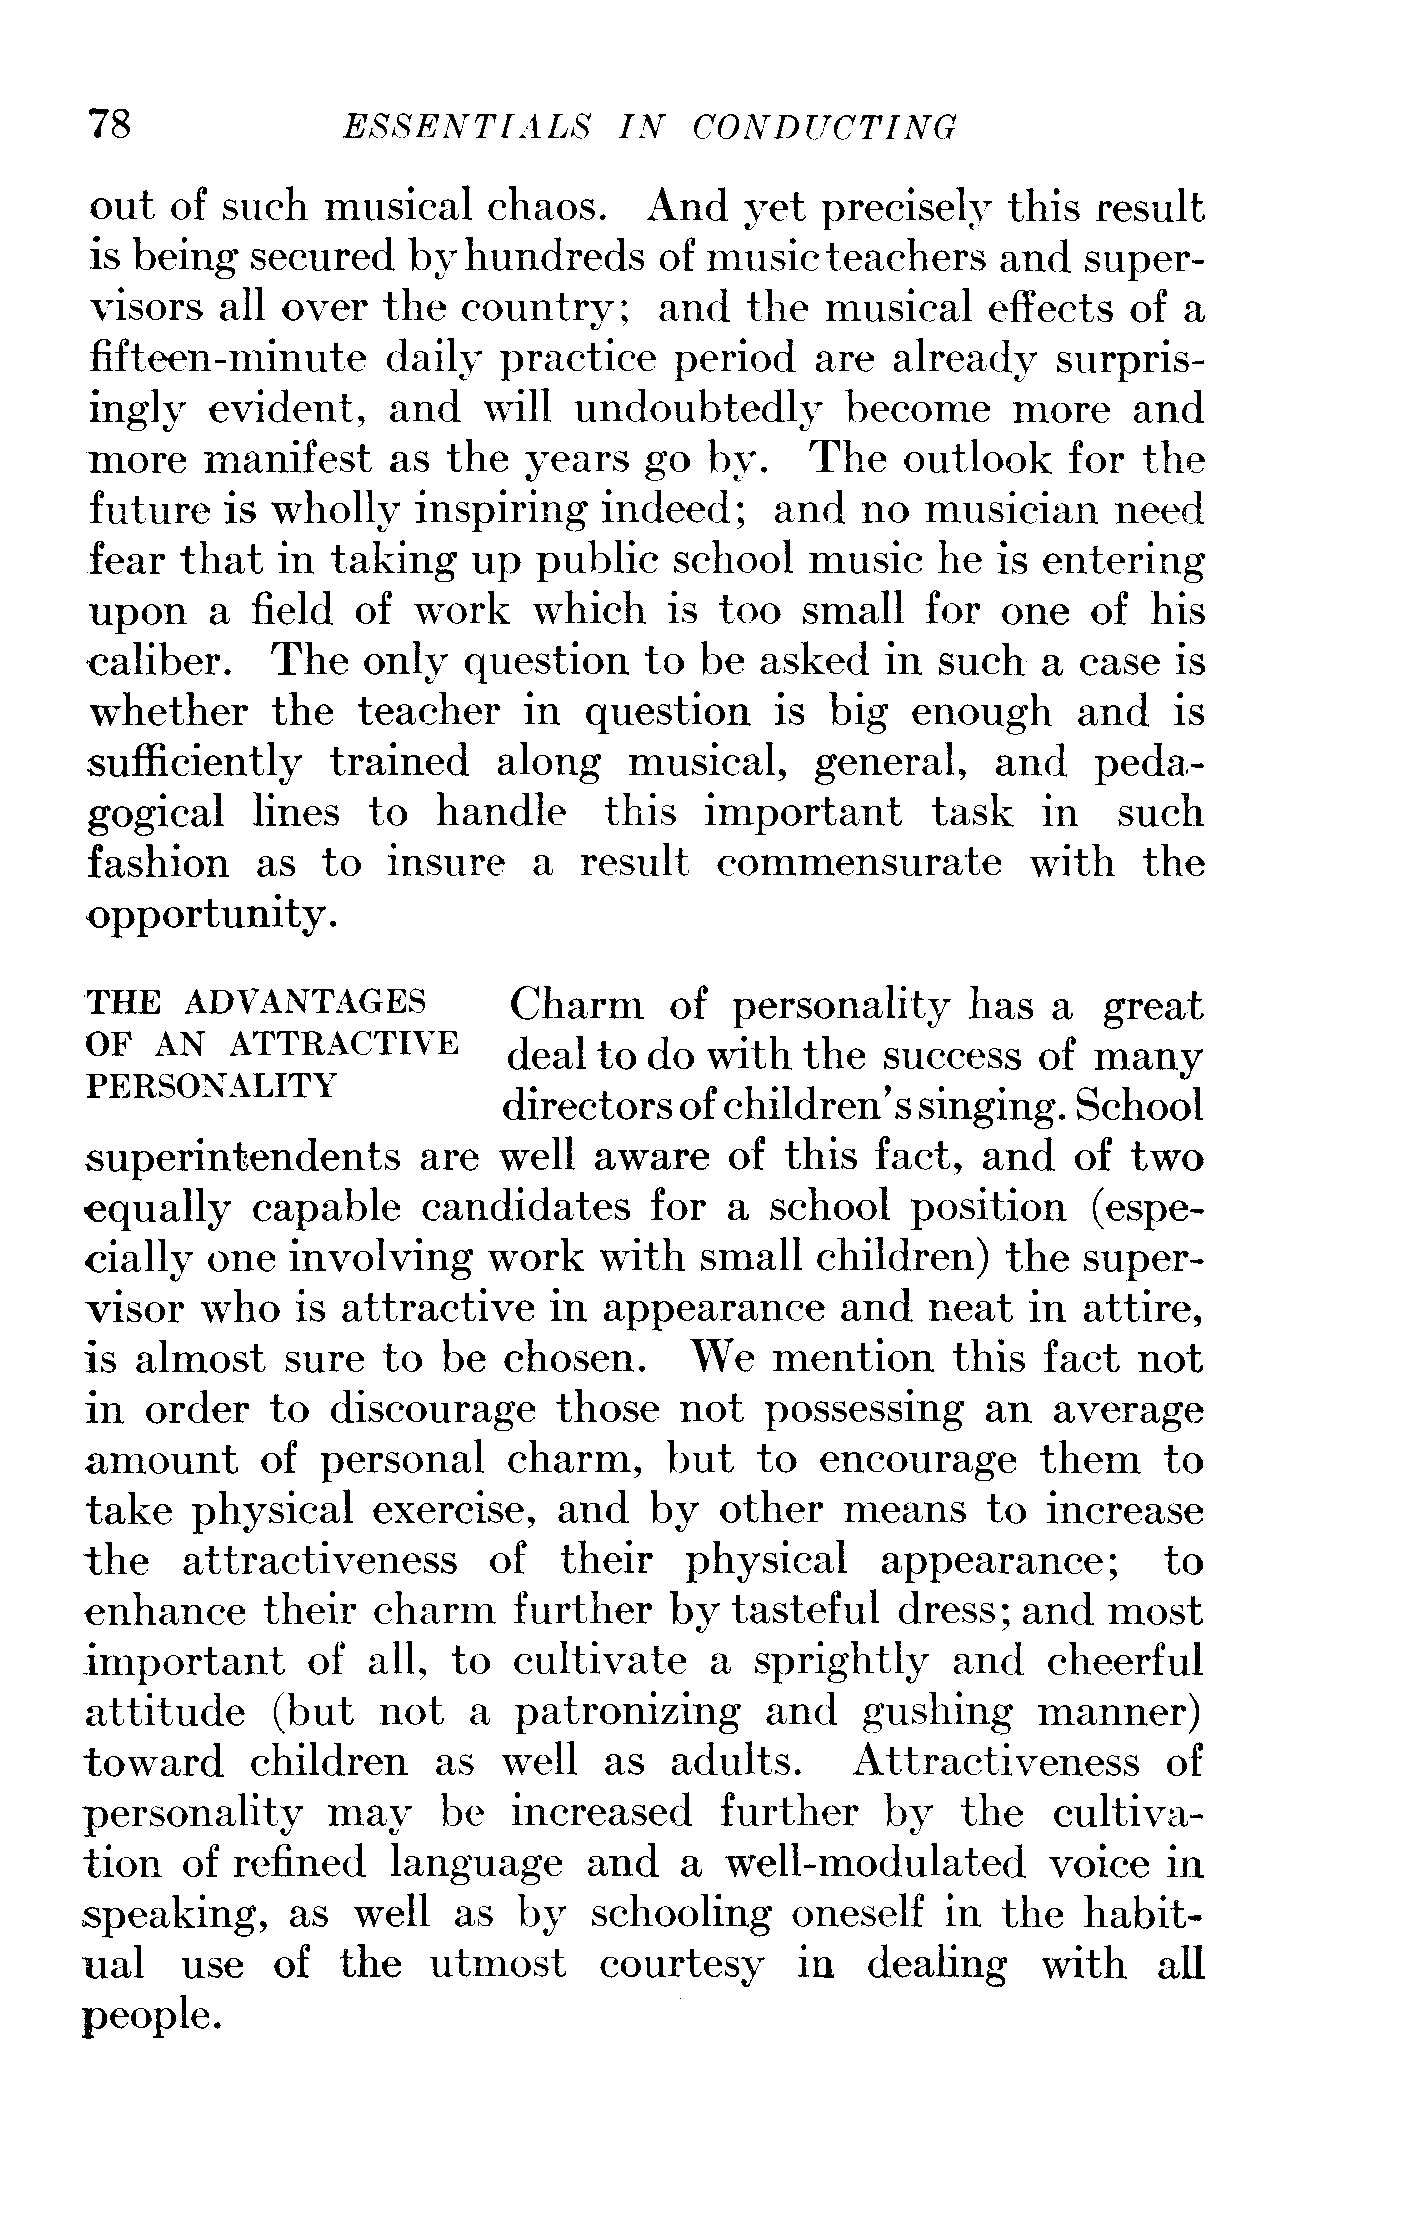 78 ESSENTIALS IN CONDUCTING
out of such musical chaos. And yet precisely this result
is being secured by hundreds of music teachers and super-
visors all over the country; and the musical effects of a
fifteen-minute daily practice period are already surpris-
ingly evident, and will undoubtedly become more and
more manifest as the years go by. The outlook for the
future is wholly inspiring indeed; and no musician need
fear that in taking up public school music he is entering
upon a field of work which is too small for one of his
caliber. The only question to be asked in such a case is
whether the teacher in question is big enough and is
sufficiently trained along musical, general, and peda-
gogical lines to handle this important task in such
fashion as to insure a result commensurate with the
opportunity.
THE ADVANTAGES
OF AN ATTRACTIVE
PERSONALITY
Charm of personality has a great
deal to do with the success of many
directors of children's singing. School
superintendents are well aware of this fact, and of two
equally capable candidates for a school position (espe-
cially one involving work with small children) the super-
visor who is attractive in appearance and neat in attire,
is almost sure to be chosen. We mention this fact not
in order to discourage those not possessing an average
amount of personal charm, but to encourage them to
take physical exercise, and by other means to increase
the attractiveness of their physical appearance; to
enhance their charm further by tasteful dress; and most
important of all, to cultivate a sprightly and cheerful
attitude (but not a patronizing and gushing manner)
toward children as well as adults. Attractiveness of
personality may be increased further by the cultiva-
tion of refined language and a well-modulated voice in
speaking, as well as by schooling oneself in the habit-
ual use of the utmost courtesy in dealing with all
people.